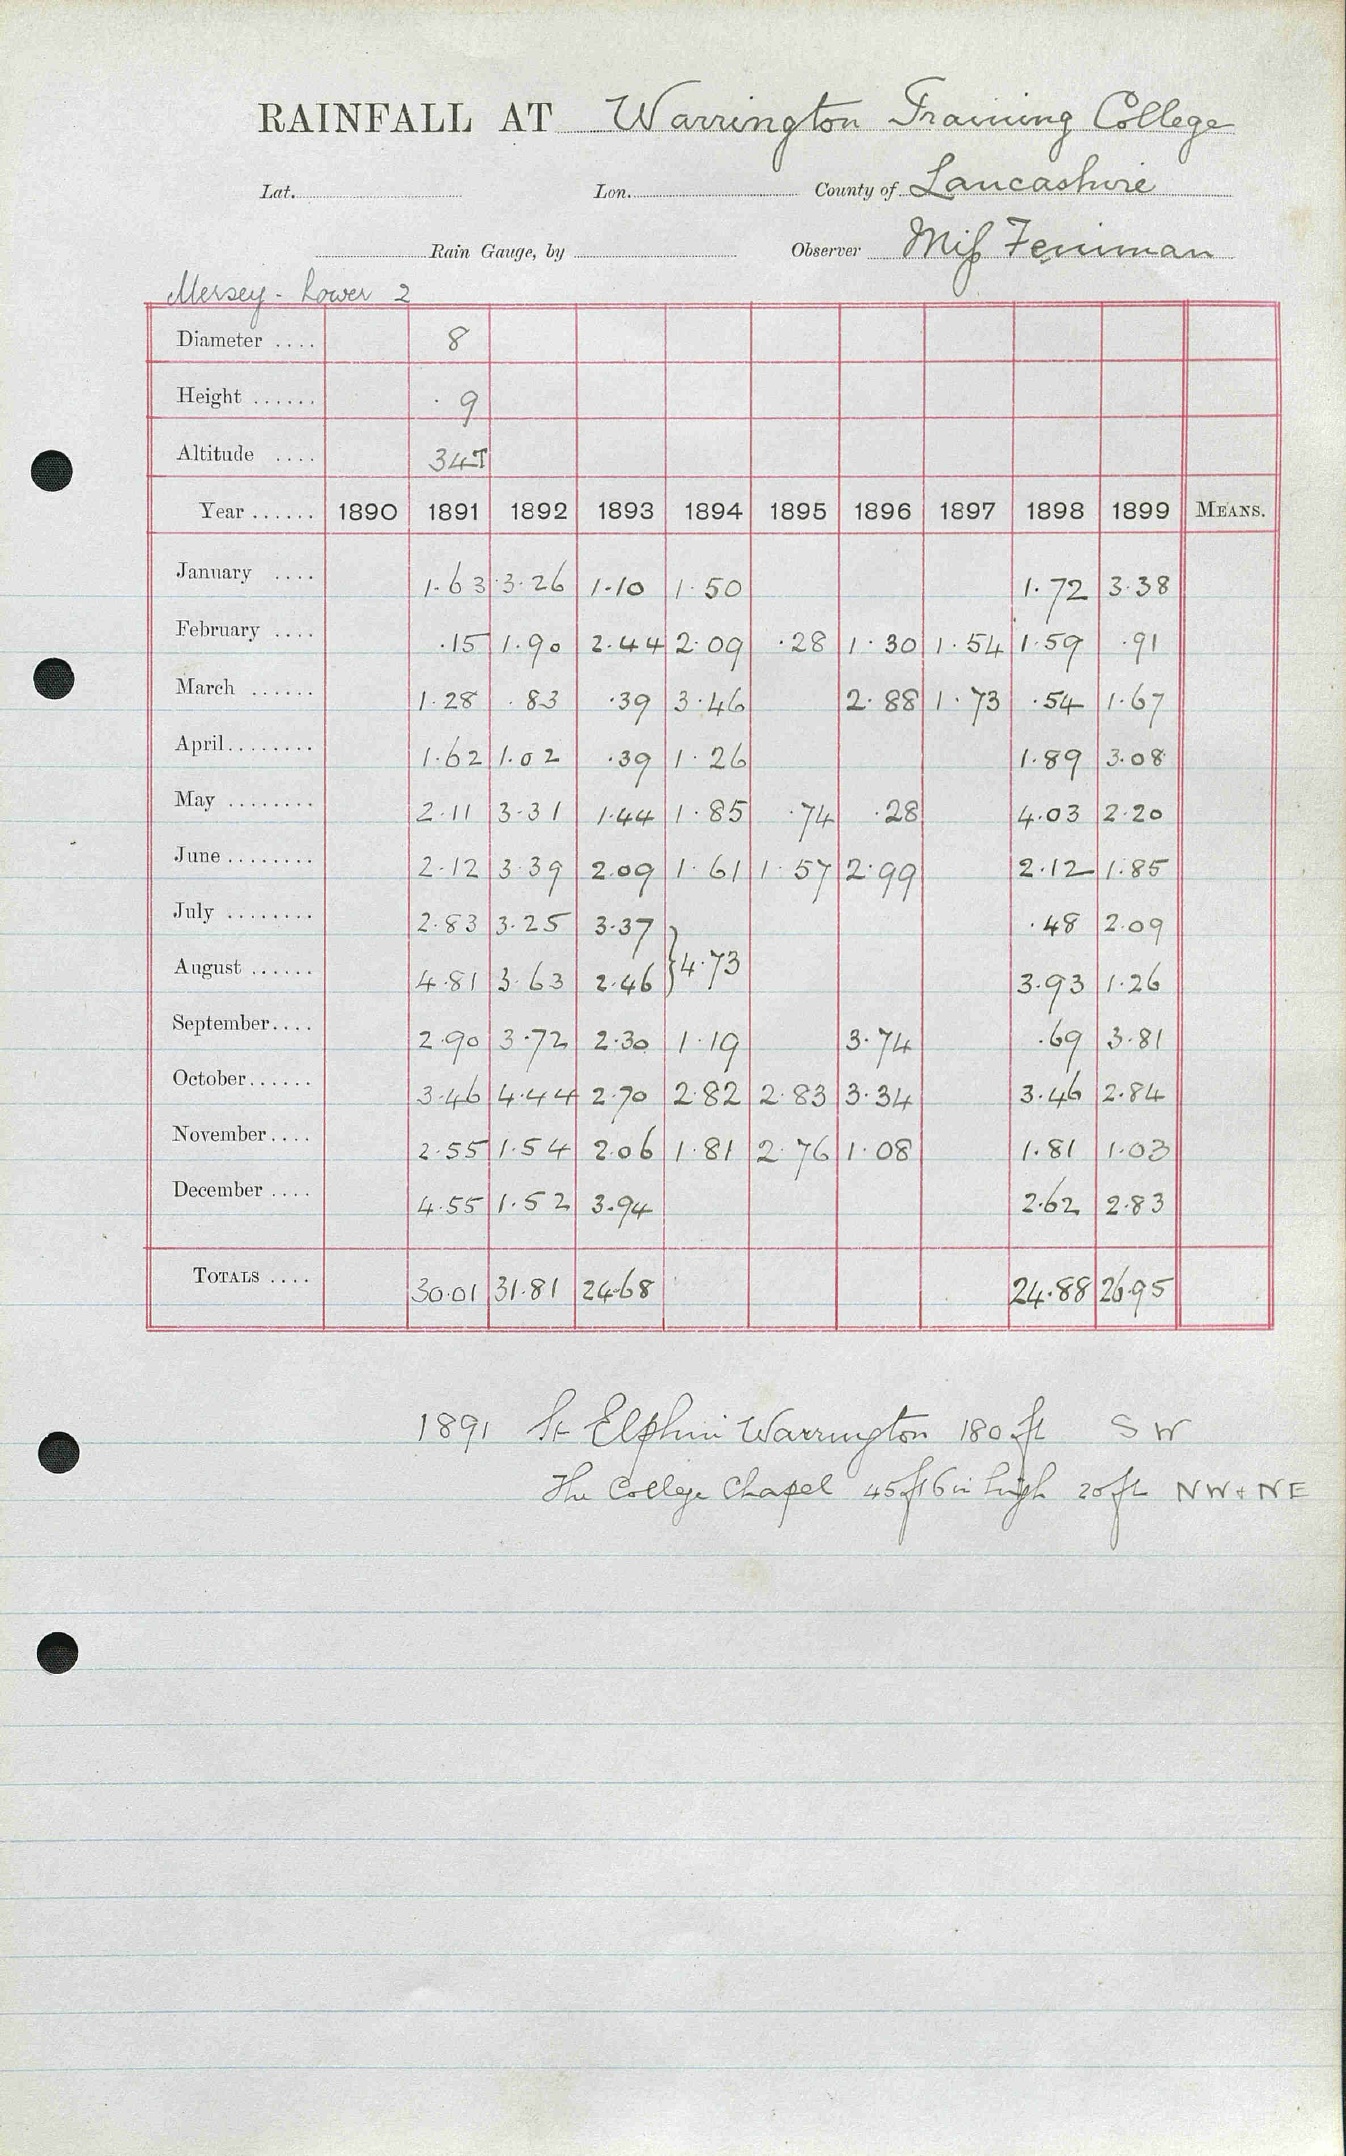 RAINFALL AT Warrington Training College
Lat. Lon. County of Lancashire
Rain Gauge, by Observer Miss Feniman
Mersey - Lower 2
Diameter .... 8
Height ...... . 9
Altitude .... 34T
Year ...... 1890 1891 1892 1893 1894 1895 1896 1897 1898 1899 MEANS.
January .... 1.63 3.26 1.10 1.50 1.72 3.38
February .... .15 1.90 2.44 2.09 .28 1.30 1.54 1.59 .91
March ...... 1.28 .83 .39 3.46 2.88 1.73 .54 1.67
April........ 1.62 1.02 .39 1.26 1.89 3.08
May ........ 2.11 3.31 1.44 1.85 .74 .28 4.03 2.20
June ........ 2.12 3.39 2.09 1.61 1.57 2.99 2.12 1.85
July ........ 2.83 3.25 3.37 .48 2.09
August ...... 4.81 3.63 2.46 }4.73 3.93 1.26
September.... 2.90 3.72 2.30 1.19 3.74 .69 3.81
October...... 3.46 4.44 2.70 2.82 2.83 3.34 3.46 2.84
November.... 2.55 1.54 2.06 1.81 2.76 1.08 1.81 1.03
December .... 4.55 1.52 3.94 2.62 2.83
TOTALS .... 30.01 31.81 24.68 24.88 26.95
1891 St Elphin Warrington 180 ft SW
The College Chapel 45 ft 6 in high 20 ft NW + NE